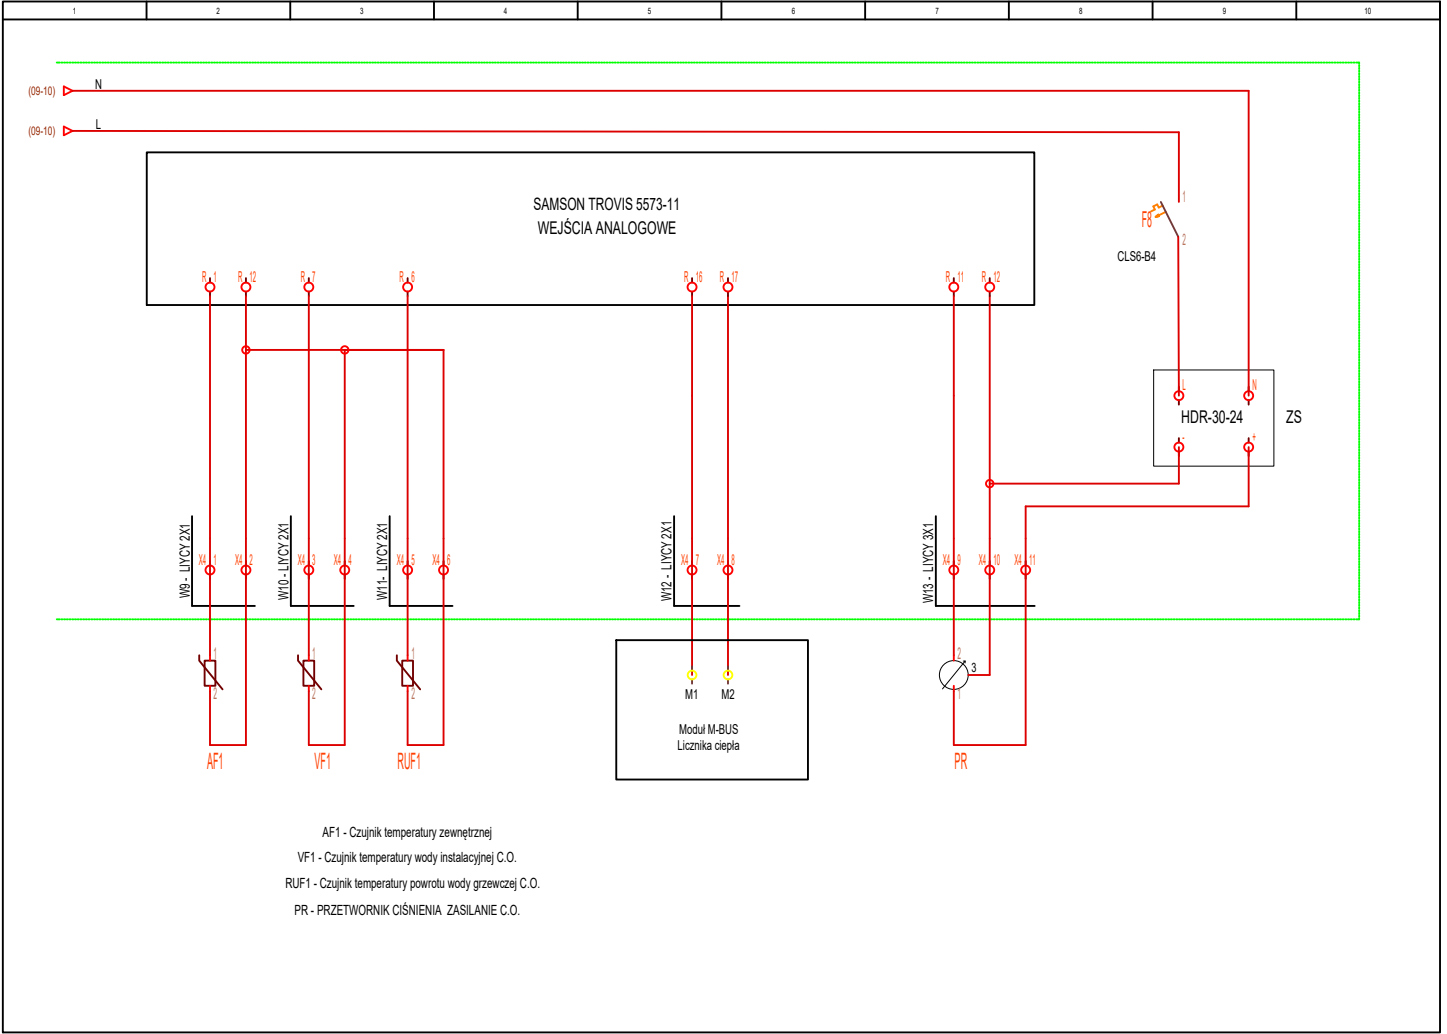 1 2 3 4 5 6 7 8 9 10
(09-10) N
(09-10) L
SAMSON TROVIS 5573-11
WEJŚCIA ANALOGOWE
1
F8
2
CLS6-B4
R 1 R 12 R 7 R 6 R 16 R 17 R 11 R 12
L N
HDR-30-24 ZS
- +
W9 - LIYCY 2X1
W10 - LIYCY 2X1
W11- LIYCY 2X1
W12 - LIYCY 2X1
W13 - LIYCY 3X1
X4 1 X4 2 X4 3 X4 4 X4 5 X4 6 X4 7 X4 8 X4 9 X4 10 X4 11
1 1 1 2
3
2 2 2 1
M1 M2
Moduł M-BUS
Licznika ciepła
AF1 VF1 RUF1 PR
AF1 - Czujnik temperatury zewnętrznej
VF1 - Czujnik temperatury wody instalacyjnej C.O.
RUF1 - Czujnik temperatury powrotu wody grzewczej C.O.
PR - PRZETWORNIK CIŚNIENIA ZASILANIE C.O.